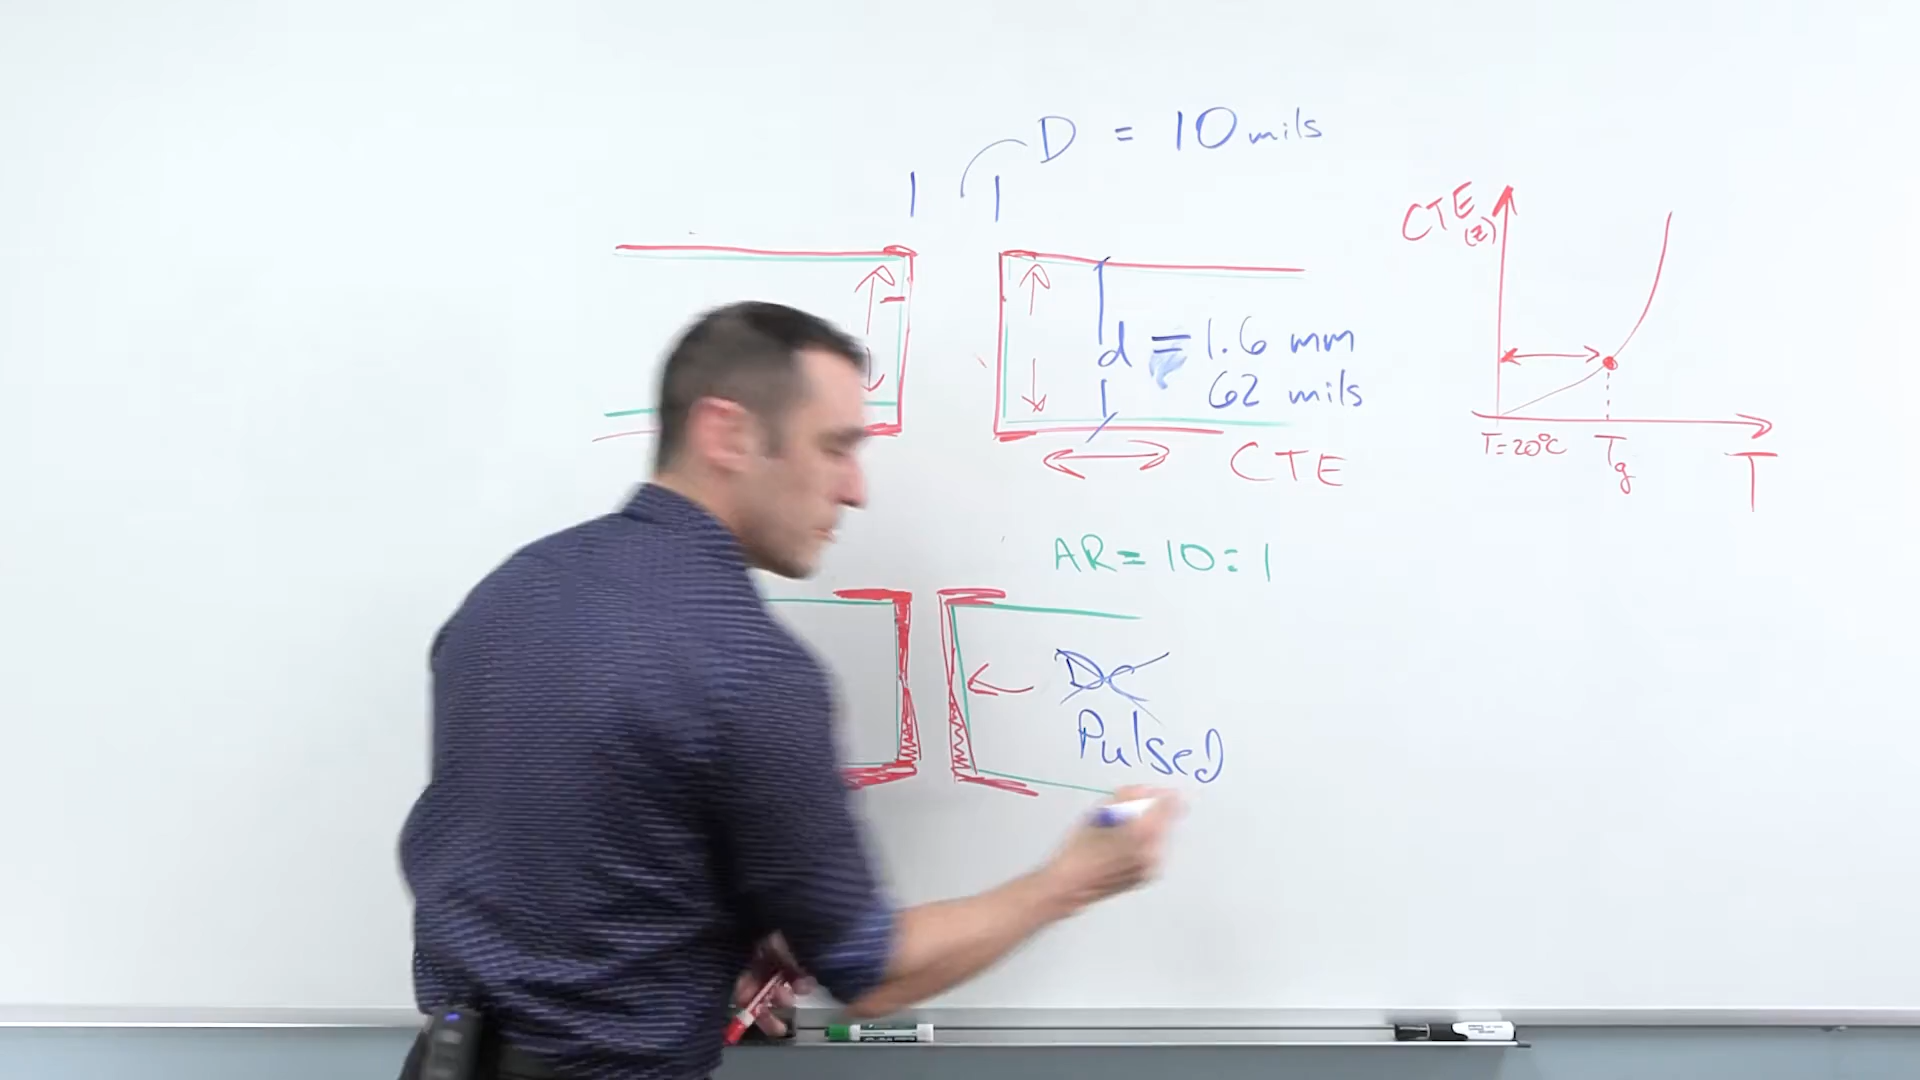 D = 10 mils
d = 1.6 mm
62 mils
CTE
CTE(z)
T=20°C
Tg
T
AR = 10:1
DC
Pulsed